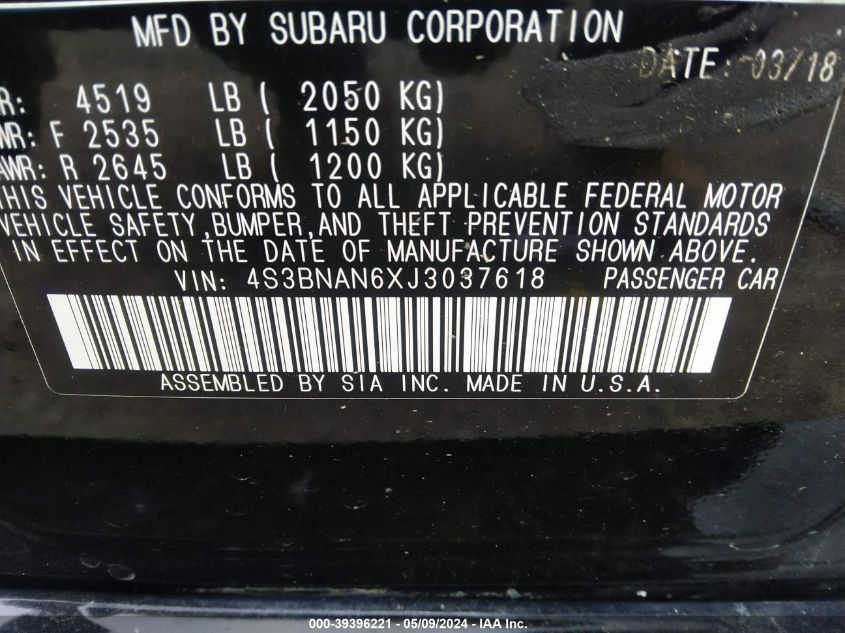 MFD BY SUBARU CORPORATION
DATE: 03/18
R: 4519 LB ( 2050 KG)
WR: F 2535 LB ( 1150 KG)
AWR: R 2645 LB ( 1200 KG)
THIS VEHICLE CONFORMS TO ALL APPLICABLE FEDERAL MOTOR
VEHICLE SAFETY,BUMPER,AND THEFT PREVENTION STANDARDS
IN EFFECT ON THE DATE OF MANUFACTURE SHOWN ABOVE.
VIN: 4S3BNAN6XJ3037618 PASSENGER CAR
ASSEMBLED BY SIA INC. MADE IN U.S.A.
000-39396221 - 05/09/2024 - IAA Inc.